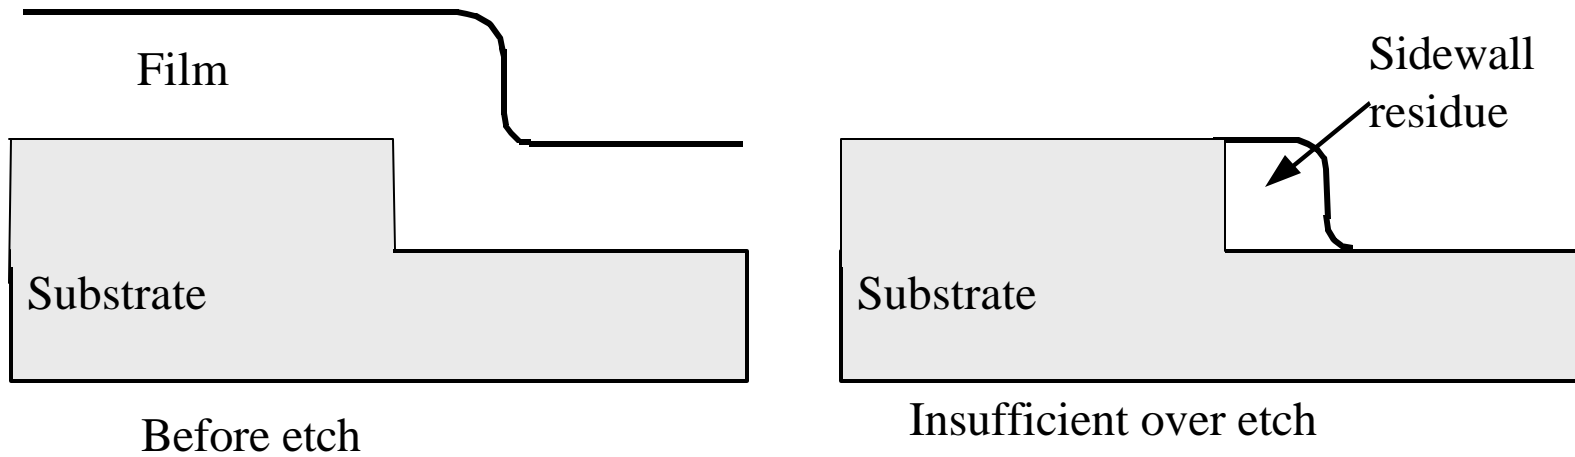 Film
Substrate
Before etch
Sidewall
residue
Substrate
Insufficient over etch